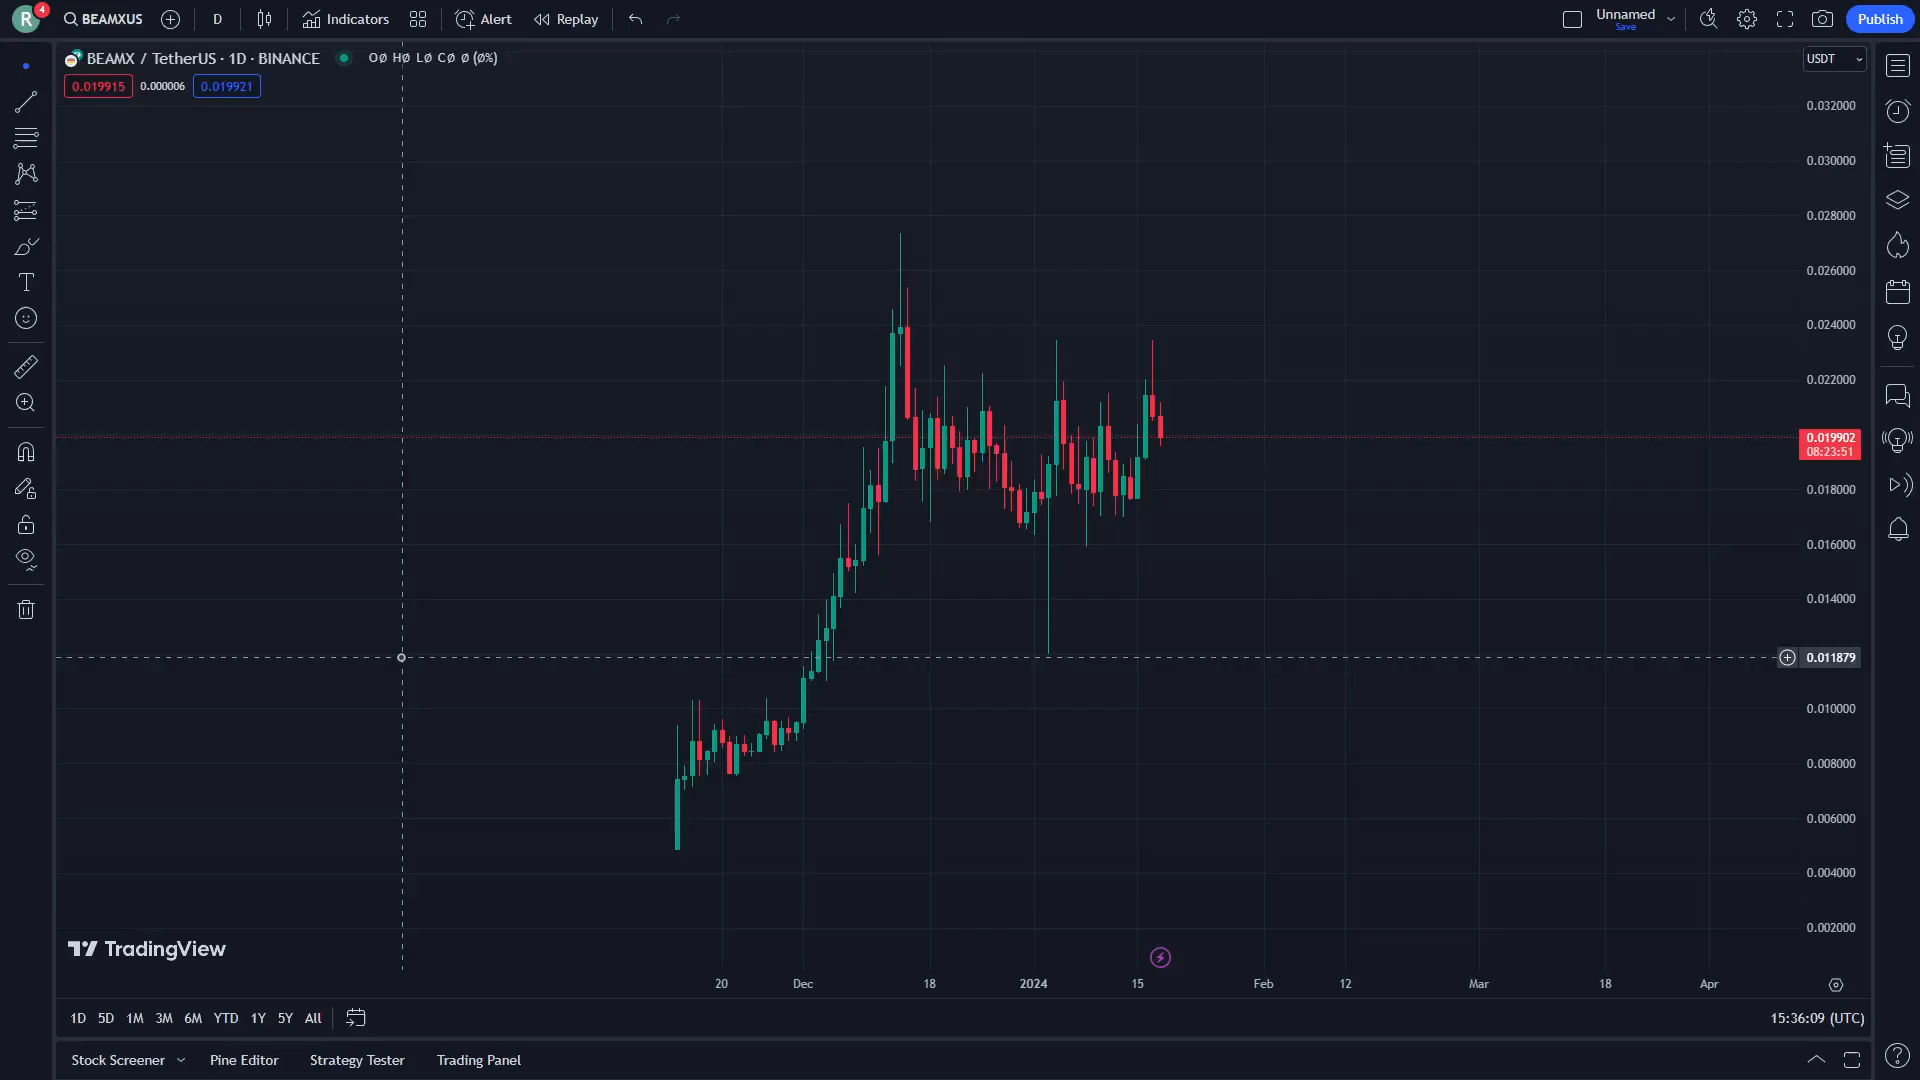 R 4 BEAMXUS D Indicators Alert Replay Unnamed Save Publish
BEAMX / TetherUS · 1D · BINANCE O∅ H∅ L∅ C∅ ∅ (∅%) USDT
0.019915 0.000006 0.019921
0.032000
0.030000
0.028000
0.026000
0.024000
0.022000
0.019902
08:23:51
0.018000
0.016000
0.014000
0.011879
0.010000
0.008000
0.006000
0.004000
0.002000
TradingView
20 Dec 18 2024 15 Feb 12 Mar 18 Apr
1D 5D 1M 3M 6M YTD 1Y 5Y All 15:36:09 (UTC)
Stock Screener Pine Editor Strategy Tester Trading Panel